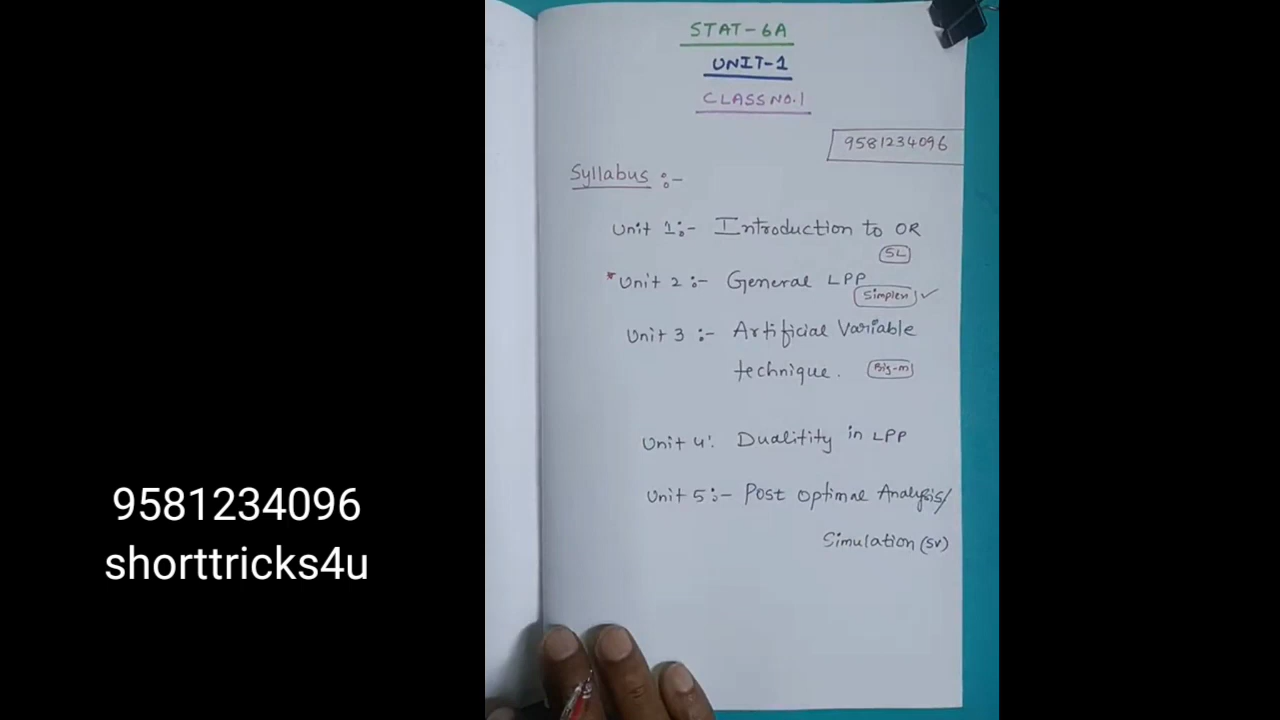 STAT-6A
UNIT-1
CLASS NO.1
9581234096
Syllabus :-
Unit 1:- Introduction to OR
SL
*Unit 2:- General LPP
Simplex ✓
Unit 3:- Artificial Variable
technique. Big-M
Unit 4: Dualitity in LPP
Unit 5:- Post optimal Analysis/
Simulation (SV)
9581234096
shorttricks4u